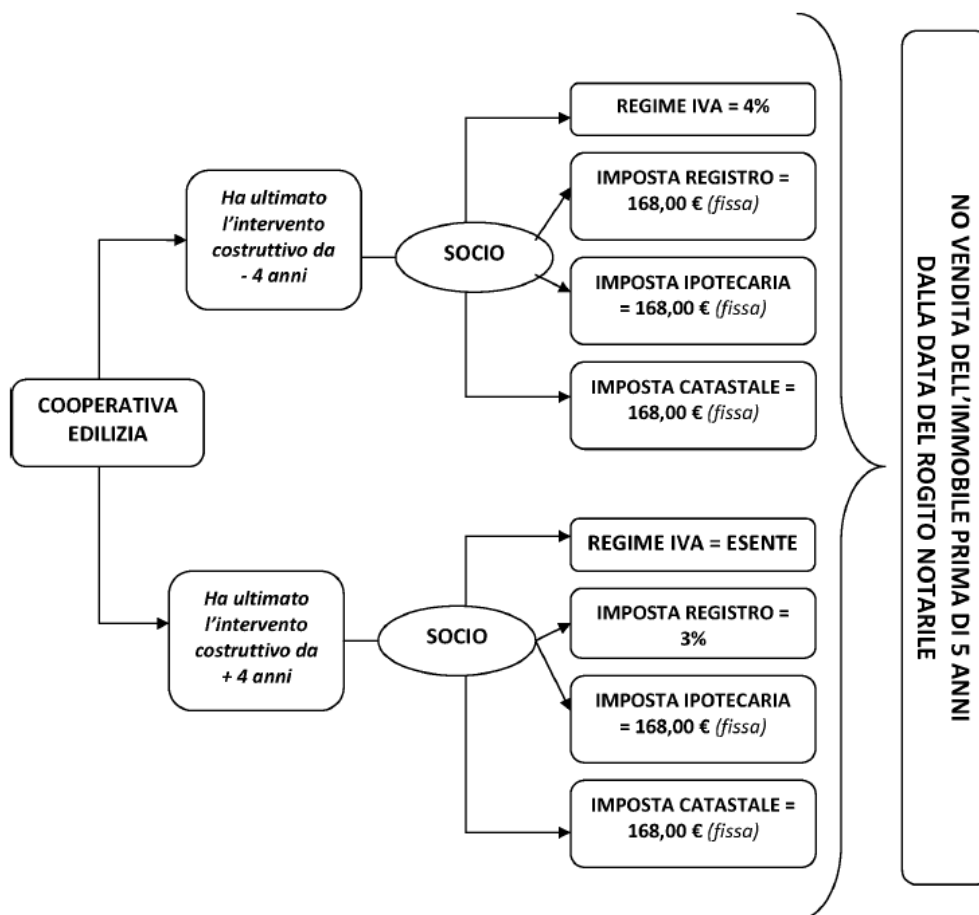 COOPERATIVA
EDILIZIA
Ha ultimato
l'intervento
costruttivo da
- 4 anni
SOCIO
REGIME IVA = 4%
IMPOSTA REGISTRO =
168,00 € (fissa)
IMPOSTA IPOTECARIA
= 168,00 € (fissa)
IMPOSTA CATASTALE =
168,00 € (fissa)
Ha ultimato
l'intervento
costruttivo da
+ 4 anni
SOCIO
REGIME IVA = ESENTE
IMPOSTA REGISTRO =
3%
IMPOSTA IPOTECARIA
= 168,00 € (fissa)
IMPOSTA CATASTALE =
168,00 € (fissa)
NO VENDITA DELL'IMMOBILE PRIMA DI 5 ANNI
DALLA DATA DEL ROGITO NOTARILE